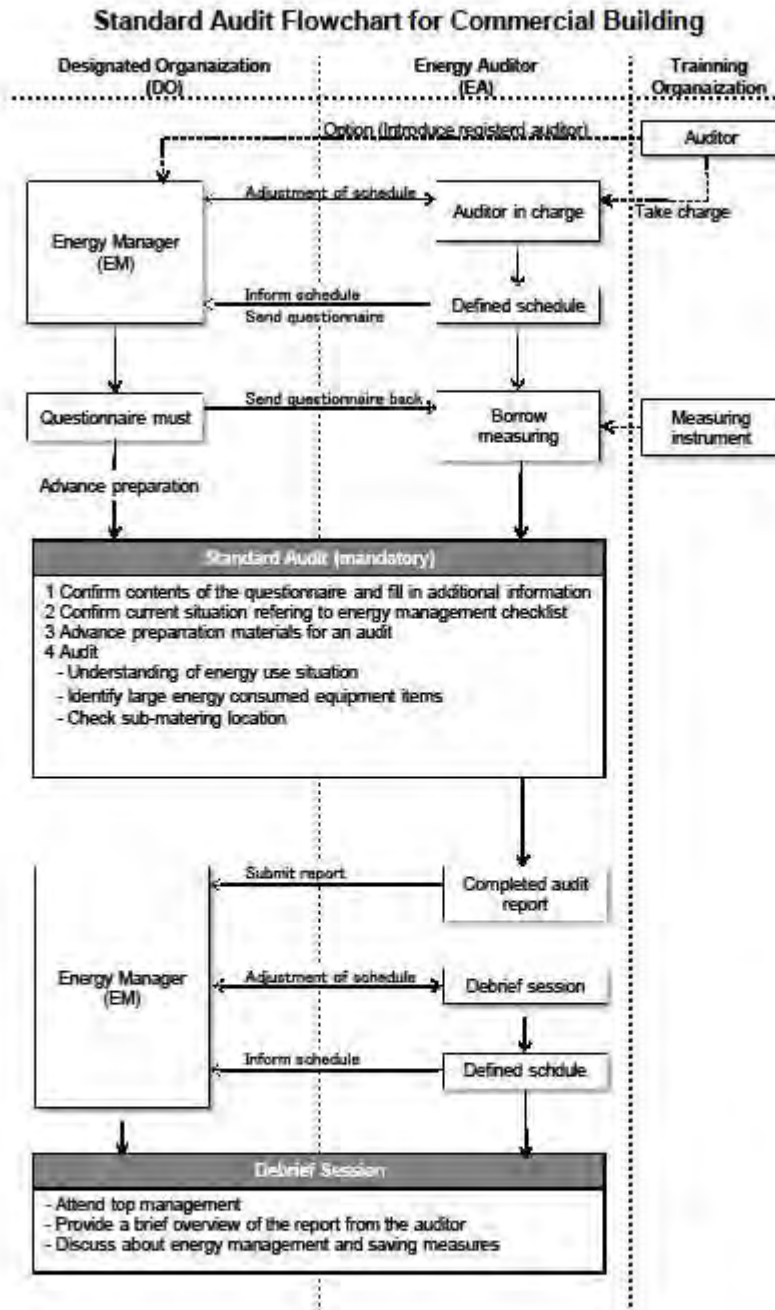 Standard Audit Flowchart for Commercial Building
Designated Organaization
(DO)
Energy Auditor
(EA)
Trainning
Organaization
Option (Introduce registerd auditor)
Auditor
Adjustment of schedule
Auditor in charge
Take charge
Energy Manager
(EM)
Inform schedule
Send questionnaire
Defined schedule
Questionnaire must
Send questionnaire back
Borrow
measuring
Measuring
instrument
Advance preparation
Standard Audit (mandatory)
1 Confirm contents of the questionnaire and fill in additional information
2 Confirm current situation refering to energy management checklist
3 Advance preparration materials for an audit
4 Audit
- Understanding of energy use situation
- Identify large energy consumed equipment items
- Check sub-matering location
Submit report
Completed audit
report
Energy Manager
(EM)
Adjustment of schedule
Debrief session
Inform schedule
Defined schdule
Debrief Session
- Attend top management
- Provide a brief overview of the report from the auditor
- Discuss about energy management and saving measures